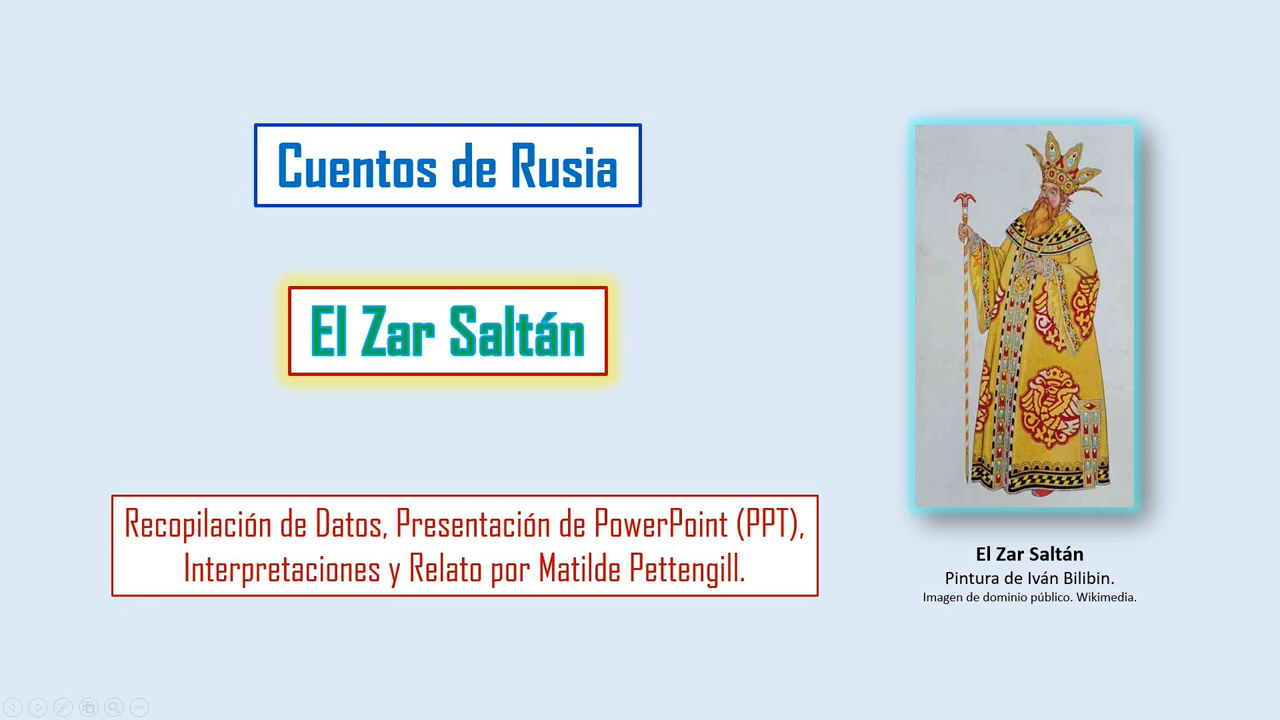 Cuentos de Rusia
El Zar Saltán
Recopilación de Datos, Presentación de PowerPoint (PPT),
Interpretaciones y Relato por Matilde Pettengill.
El Zar Saltán
Pintura de Iván Bilibin.
Imagen de dominio público. Wikimedia.